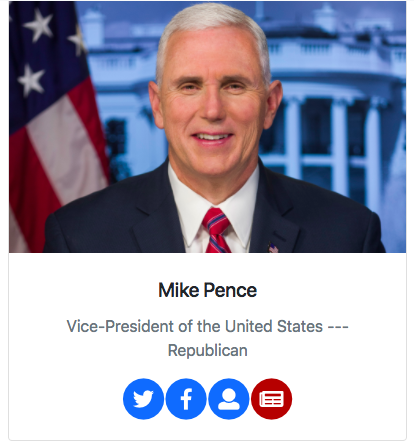 Mike Pence
Vice-President of the United States ---
Republican